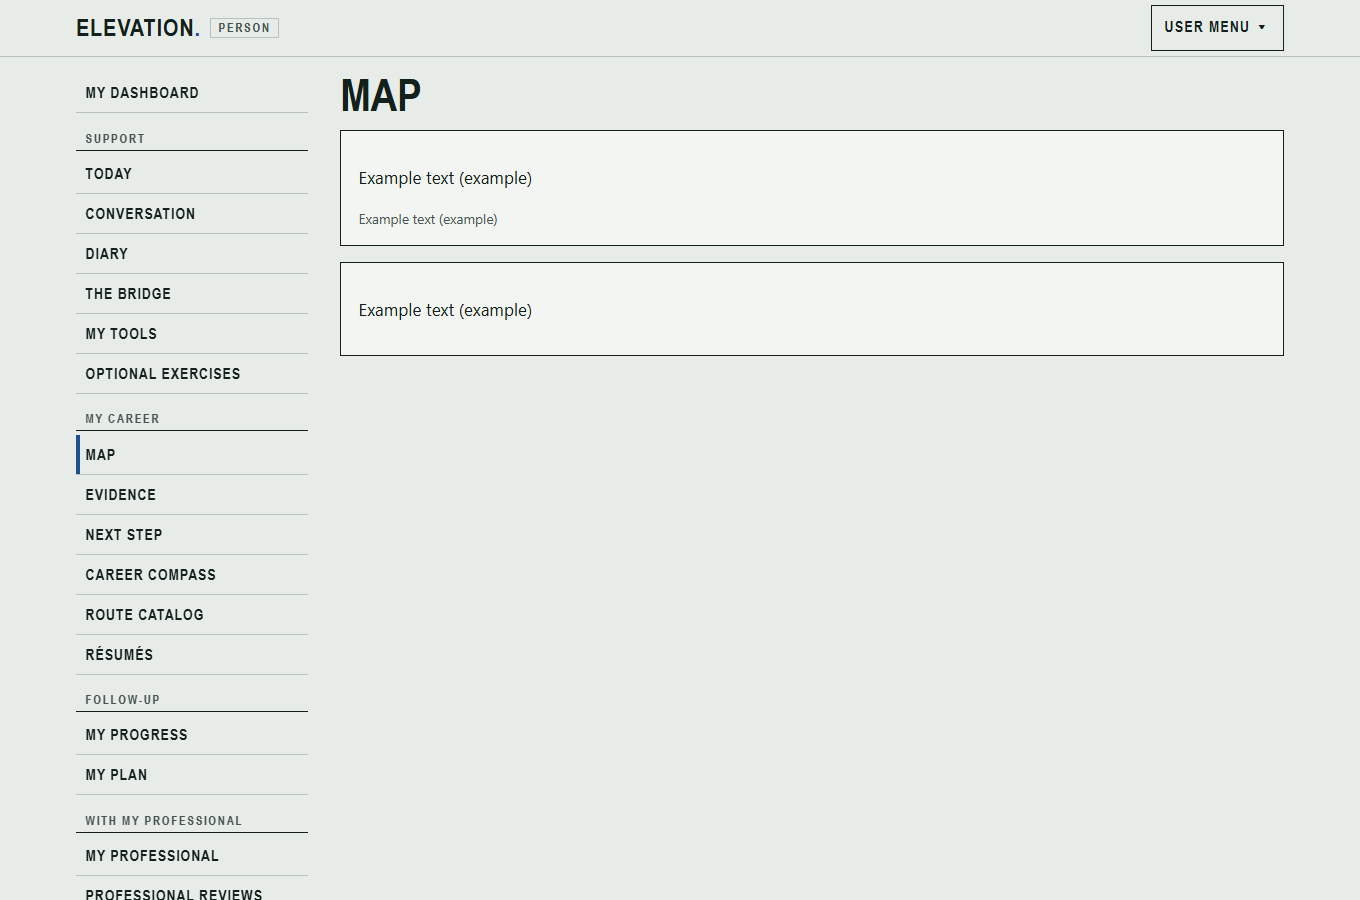 ELEVATION. PERSON
USER MENU
MY DASHBOARD
SUPPORT
TODAY
CONVERSATION
DIARY
THE BRIDGE
MY TOOLS
OPTIONAL EXERCISES
MY CAREER
MAP
EVIDENCE
NEXT STEP
CAREER COMPASS
ROUTE CATALOG
RÉSUMÉS
FOLLOW-UP
MY PROGRESS
MY PLAN
WITH MY PROFESSIONAL
MY PROFESSIONAL
PROFESSIONAL REVIEWS
MAP
Example text (example)
Example text (example)
Example text (example)